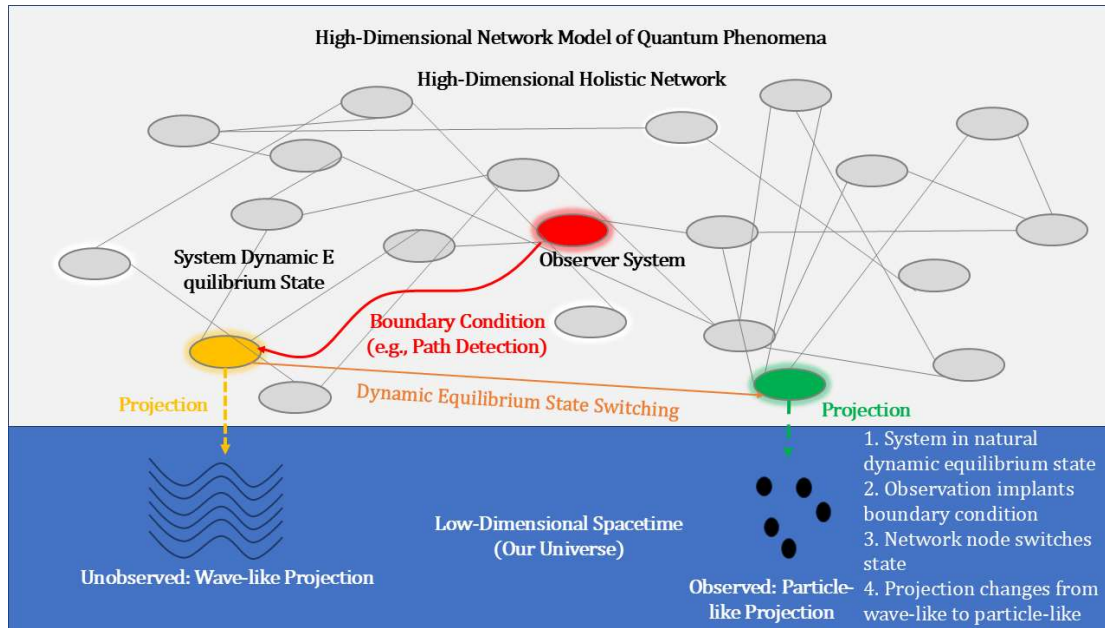 High-Dimensional Network Model of Quantum Phenomena
High-Dimensional Holistic Network
System Dynamic E
quilibrium State
Observer System
Boundary Condition
(e.g., Path Detection)
Dynamic Equilibrium State Switching
Projection
Projection
Low-Dimensional Spacetime
(Our Universe)
Unobserved: Wave-like Projection
Observed: Particle-
like Projection
1. System in natural
dynamic equilibrium state
2. Observation implants
boundary condition
3. Network node switches
state
4. Projection changes from
wave-like to particle-like